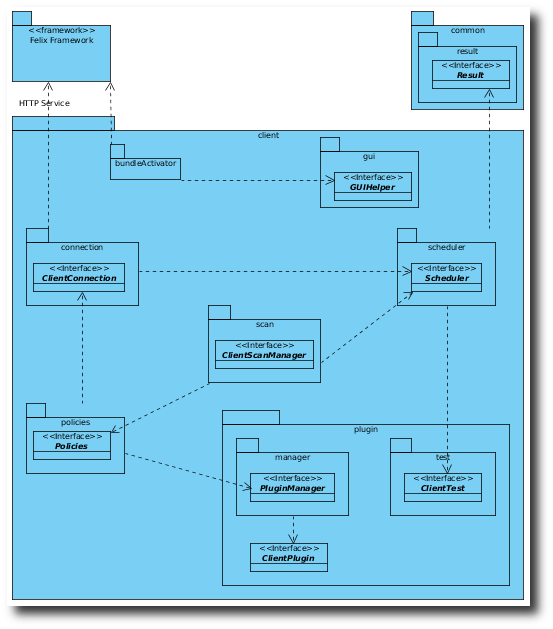 <<framework>>
Felix Framework
common
result
<<Interface>>
Result
HTTP Service
client
bundleActivator
gui
<<Interface>>
GUIHelper
connection
<<Interface>>
ClientConnection
scheduler
<<Interface>>
Scheduler
scan
<<Interface>>
ClientScanManager
policies
<<Interface>>
Policies
plugin
manager
<<Interface>>
PluginManager
test
<<Interface>>
ClientTest
<<Interface>>
ClientPlugin